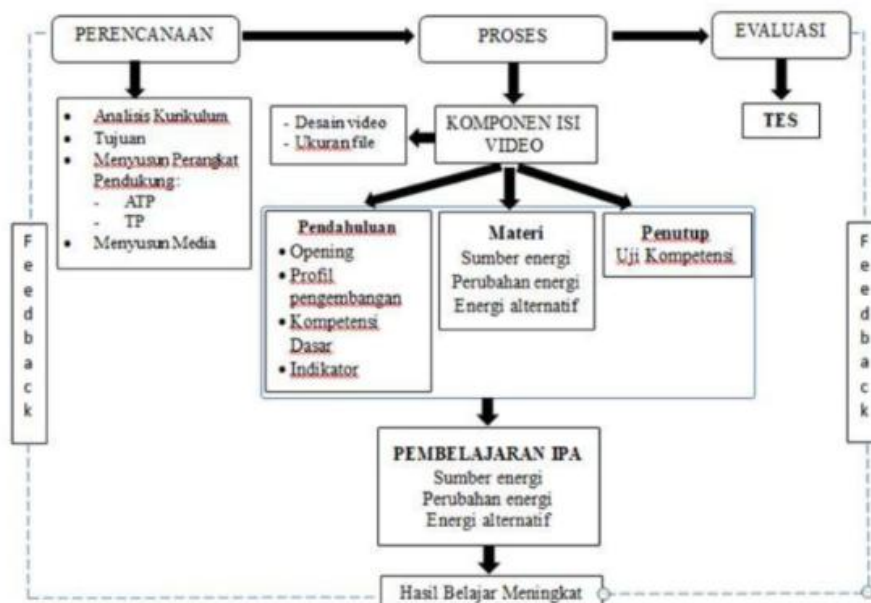 PERENCANAAN
PROSES
EVALUASI
Analisis Kurikulum
Tujuan
Menyusun Perangkat
Pendukung:
- ATP
- TP
Menyusun Media
- Desain video
- Ukuran file
KOMPONEN ISI
VIDEO
TES
Feedback
Pendahuluan
• Opening
• Profil
pengembangan
• Kompetensi
Dasar
• Indikator
Materi
Sumber energi
Perubahan energi
Energi alternatif
Penutup
Uji Kompetensi
Feedback
PEMBELAJARAN IPA
Sumber energi
Perubahan energi
Energi alternatif
Hasil Belajar Meningkat